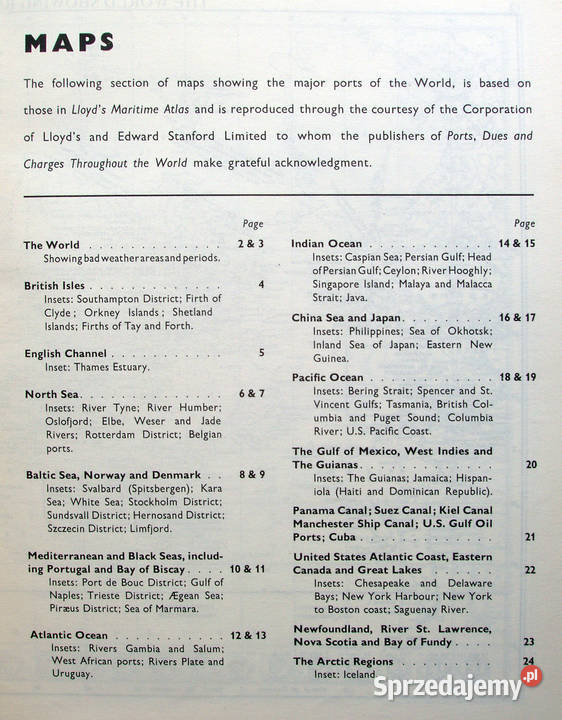 MAPS
The following section of maps showing the major ports of the World, is based on
those in Lloyd's Maritime Atlas and is reproduced through the courtesy of the Corporation
of Lloyd's and Edward Stanford Limited to whom the publishers of Ports, Dues and
Charges Throughout the World make grateful acknowledgment.
Page
The World . . . . . . . . . . . . . 2 & 3
Showing bad weather areas and periods.
British Isles . . . . . . . . . . . . . 4
Insets: Southampton District; Firth of
Clyde; Orkney Islands; Shetland
Islands; Firths of Tay and Forth.
English Channel . . . . . . . . . . . 5
Inset: Thames Estuary.
North Sea . . . . . . . . . . . . . 6 & 7
Insets: River Tyne; River Humber;
Oslofjord; Elbe, Weser and Jade
Rivers; Rotterdam District; Belgian
ports.
Baltic Sea, Norway and Denmark . . 8 & 9
Insets: Svalbard (Spitsbergen); Kara
Sea; White Sea; Stockholm District;
Sundsvall District; Hernosand District;
Szczecin District; Limfjord.
Mediterranean and Black Seas, includ-
ing Portugal and Bay of Biscay . . . . 10 & 11
Insets: Port de Bouc District; Gulf of
Naples; Trieste District; Ægean Sea;
Piræus District; Sea of Marmara.
Atlantic Ocean . . . . . . . . . . . 12 & 13
Insets: Rivers Gambia and Salum;
West African ports; Rivers Plate and
Uruguay.
Page
Indian Ocean . . . . . . . . . . . . 14 & 15
Insets: Caspian Sea; Persian Gulf; Head
of Persian Gulf; Ceylon; River Hooghly;
Singapore Island; Malaya and Malacca
Strait; Java.
China Sea and Japan . . . . . . . . . 16 & 17
Insets: Philippines; Sea of Okhotsk;
Inland Sea of Japan; Eastern New
Guinea.
Pacific Ocean . . . . . . . . . . . . 18 & 19
Insets: Bering Strait; Spencer and St.
Vincent Gulfs; Tasmania, British Col-
umbia and Puget Sound; Columbia
River; U.S. Pacific Coast.
The Gulf of Mexico, West Indies and
The Guianas . . . . . . . . . . . . . 20
Insets: The Guianas; Jamaica; Hispan-
iola (Haiti and Dominican Republic).
Panama Canal; Suez Canal; Kiel Canal
Manchester Ship Canal; U.S. Gulf Oil
Ports; Cuba . . . . . . . . . . . . . 21
United States Atlantic Coast, Eastern
Canada and Great Lakes . . . . . . 22
Insets: Chesapeake and Delaware
Bays; New York Harbour; New York
to Boston coast; Saguenay River.
Newfoundland, River St. Lawrence,
Nova Scotia and Bay of Fundy . . . . 23
The Arctic Regions . . . . . . . . . 24
Inset: Iceland
Sprzedajemy.pl